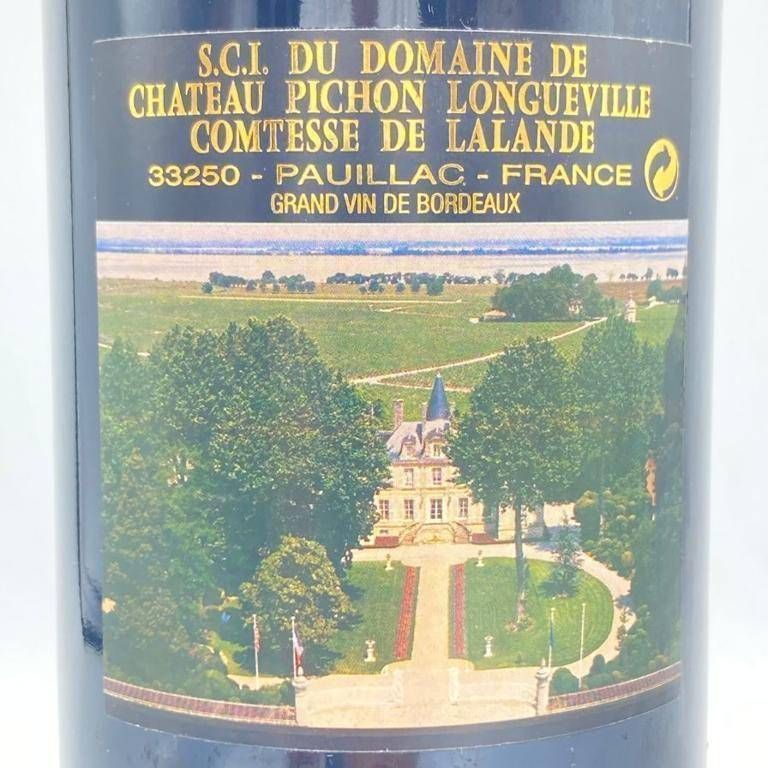 S.C.I. DU DOMAINE DE
CHATEAU PICHON LONGUEVILLE
COMTESSE DE LALANDE
33250 - PAUILLAC - FRANCE
GRAND VIN DE BORDEAUX